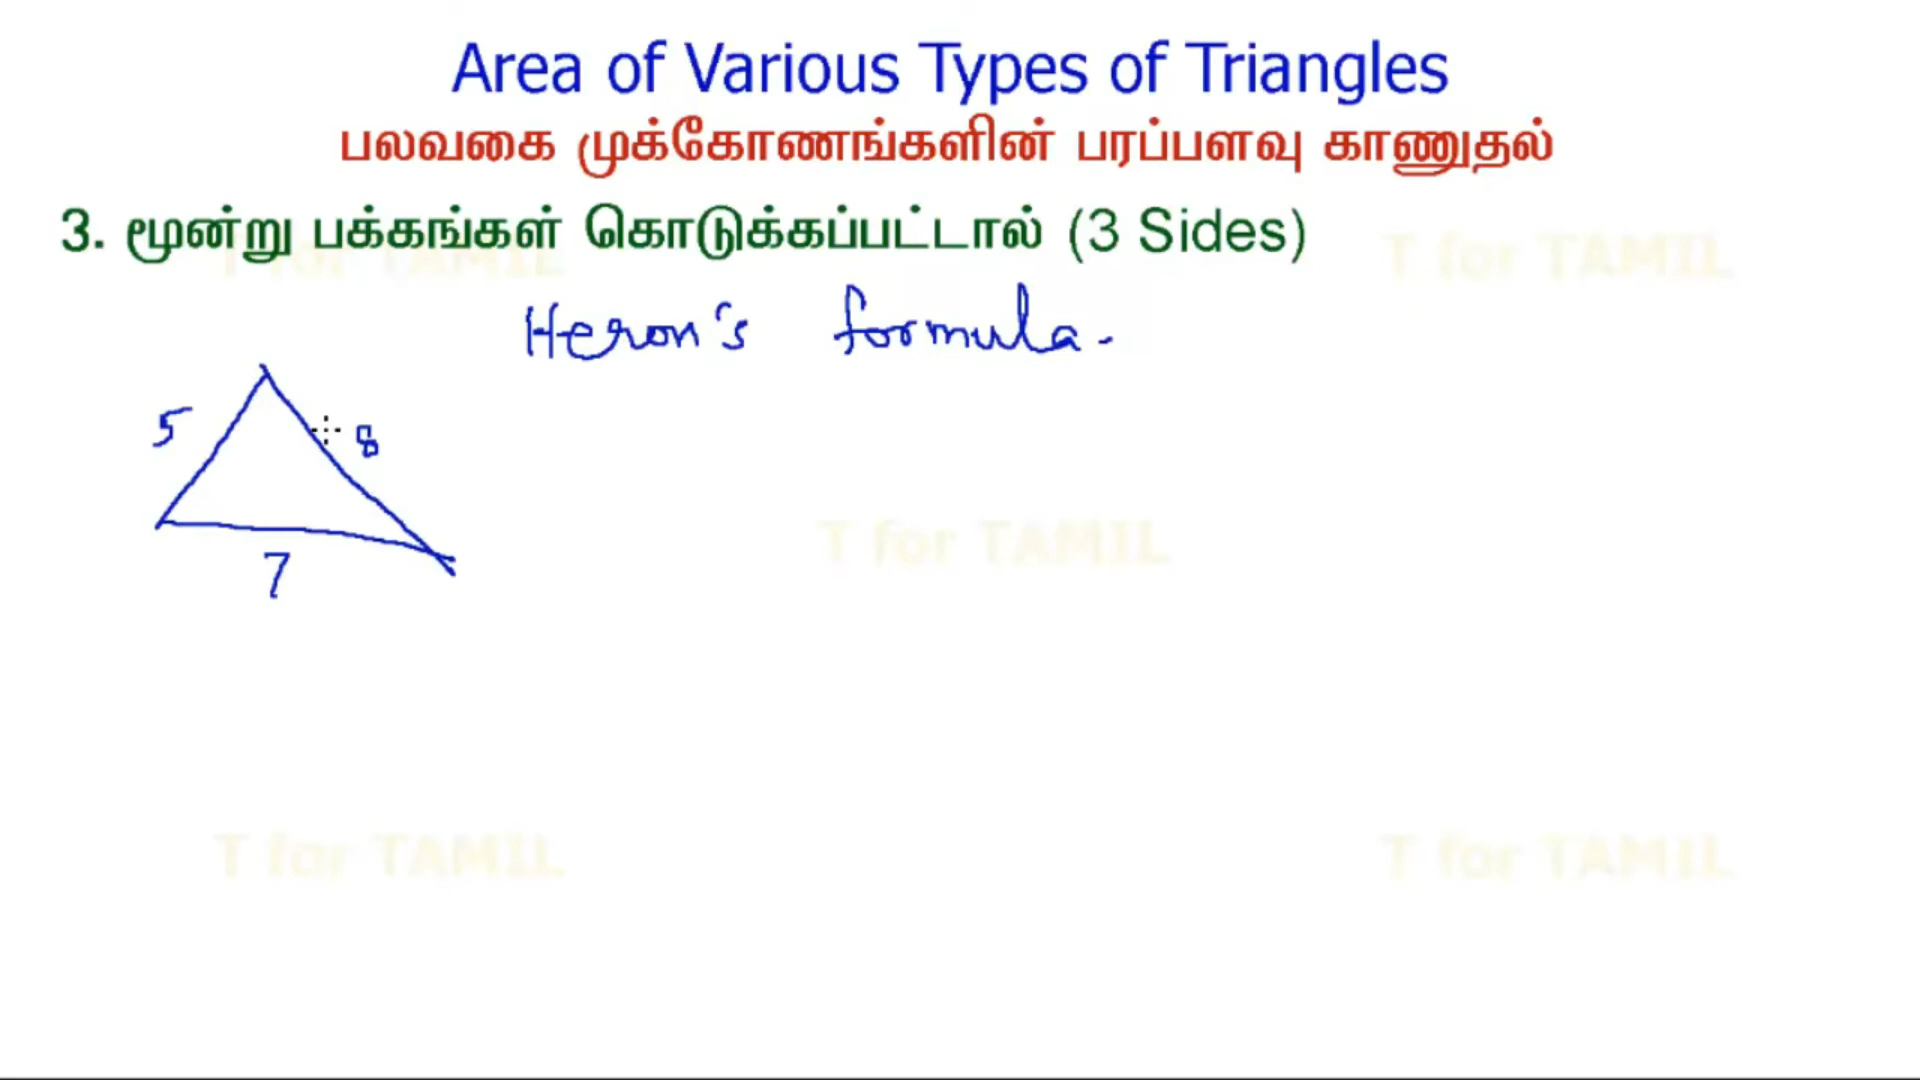 Area of Various Types of Triangles
பலவகை முக்கோணங்களின் பரப்பளவு காணுதல்
3. மூன்று பக்கங்கள் கொடுக்கப்பட்டால் (3 Sides)
T for TAMIL
T for TAMIL
Heron's formula.
5
8
T for TAMIL
7
T for TAMIL
T for TAMIL